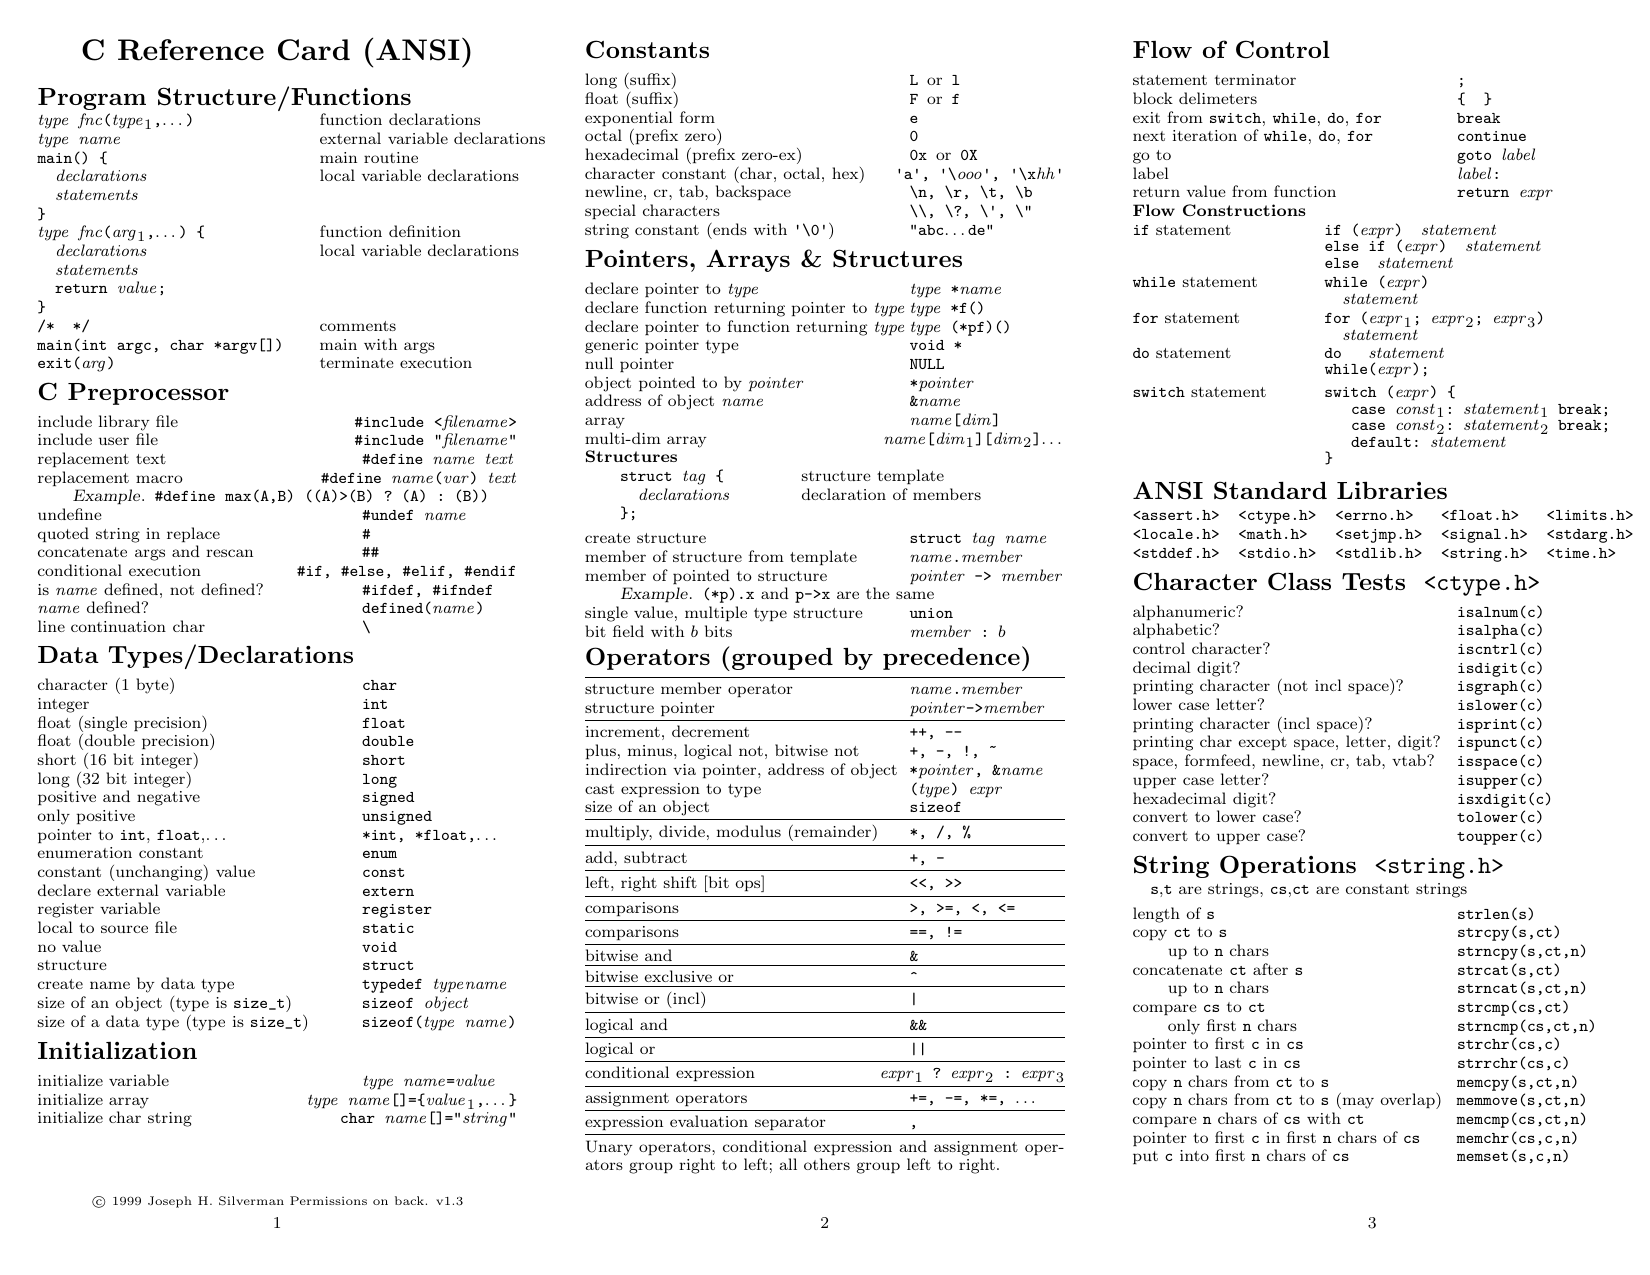 C Reference Card (ANSI)
Program Structure/Functions
type fnc(type1,...) function declarations
type name external variable declarations
main() { main routine
declarations local variable declarations
statements
}
type fnc(arg1,...) { function definition
declarations local variable declarations
statements
return value;
}
/* */ comments
main(int argc, char *argv[]) main with args
exit(arg) terminate execution
C Preprocessor
include library file #include <filename>
include user file #include "filename"
replacement text #define name text
replacement macro #define name(var) text
Example. #define max(A,B) ((A)>(B) ? (A) : (B))
undefine #undef name
quoted string in replace #
concatenate args and rescan ##
conditional execution #if, #else, #elif, #endif
is name defined, not defined? #ifdef, #ifndef
name defined? defined(name)
line continuation char \
Data Types/Declarations
character (1 byte) char
integer int
float (single precision) float
float (double precision) double
short (16 bit integer) short
long (32 bit integer) long
positive and negative signed
only positive unsigned
pointer to int, float,... *int, *float,...
enumeration constant enum
constant (unchanging) value const
declare external variable extern
register variable register
local to source file static
no value void
structure struct
create name by data type typedef typename
size of an object (type is size_t) sizeof object
size of a data type (type is size_t) sizeof(type name)
Initialization
initialize variable type name=value
initialize array type name[]={value1,...}
initialize char string char name[]="string"
© 1999 Joseph H. Silverman Permissions on back. v1.3
1
Constants
long (suffix) L or l
float (suffix) F or f
exponential form e
octal (prefix zero) 0
hexadecimal (prefix zero-ex) 0x or 0X
character constant (char, octal, hex) 'a', '\ooo', '\xhh'
newline, cr, tab, backspace \n, \r, \t, \b
special characters \\, \?, \', \"
string constant (ends with '\0') "abc...de"
Pointers, Arrays & Structures
declare pointer to type type *name
declare function returning pointer to type type *f()
declare pointer to function returning type type (*pf)()
generic pointer type void *
null pointer NULL
object pointed to by pointer *pointer
address of object name &name
array name[dim]
multi-dim array name[dim1][dim2]...
Structures
struct tag { structure template
declarations declaration of members
};
create structure struct tag name
member of structure from template name.member
member of pointed to structure pointer -> member
Example. (*p).x and p->x are the same
single value, multiple type structure union
bit field with b bits member : b
Operators (grouped by precedence)
structure member operator name.member
structure pointer pointer->member
increment, decrement ++, --
plus, minus, logical not, bitwise not +, -, !, ~
indirection via pointer, address of object *pointer, &name
cast expression to type (type) expr
size of an object sizeof
multiply, divide, modulus (remainder) *, /, %
add, subtract +, -
left, right shift [bit ops] <<, >>
comparisons >, >=, <, <=
comparisons ==, !=
bitwise and &
bitwise exclusive or ^
bitwise or (incl) |
logical and &&
logical or ||
conditional expression expr1 ? expr2 : expr3
assignment operators +=, -=, *=, ...
expression evaluation separator ,
Unary operators, conditional expression and assignment oper-
ators group right to left; all others group left to right.
2
Flow of Control
statement terminator ;
block delimeters { }
exit from switch, while, do, for break
next iteration of while, do, for continue
go to goto label
label label:
return value from function return expr
Flow Constructions
if statement if (expr) statement
else if (expr) statement
else statement
while statement while (expr)
statement
for statement for (expr1; expr2; expr3)
statement
do statement do statement
while(expr);
switch statement switch (expr) {
case const1: statement1 break;
case const2: statement2 break;
default: statement
}
ANSI Standard Libraries
<assert.h> <ctype.h> <errno.h> <float.h> <limits.h>
<locale.h> <math.h> <setjmp.h> <signal.h> <stdarg.h>
<stddef.h> <stdio.h> <stdlib.h> <string.h> <time.h>
Character Class Tests <ctype.h>
alphanumeric? isalnum(c)
alphabetic? isalpha(c)
control character? iscntrl(c)
decimal digit? isdigit(c)
printing character (not incl space)? isgraph(c)
lower case letter? islower(c)
printing character (incl space)? isprint(c)
printing char except space, letter, digit? ispunct(c)
space, formfeed, newline, cr, tab, vtab? isspace(c)
upper case letter? isupper(c)
hexadecimal digit? isxdigit(c)
convert to lower case? tolower(c)
convert to upper case? toupper(c)
String Operations <string.h>
s,t are strings, cs,ct are constant strings
length of s strlen(s)
copy ct to s strcpy(s,ct)
up to n chars strncpy(s,ct,n)
concatenate ct after s strcat(s,ct)
up to n chars strncat(s,ct,n)
compare cs to ct strcmp(cs,ct)
only first n chars strncmp(cs,ct,n)
pointer to first c in cs strchr(cs,c)
pointer to last c in cs strrchr(cs,c)
copy n chars from ct to s memcpy(s,ct,n)
copy n chars from ct to s (may overlap) memmove(s,ct,n)
compare n chars of cs with ct memcmp(cs,ct,n)
pointer to first c in first n chars of cs memchr(cs,c,n)
put c into first n chars of cs memset(s,c,n)
3